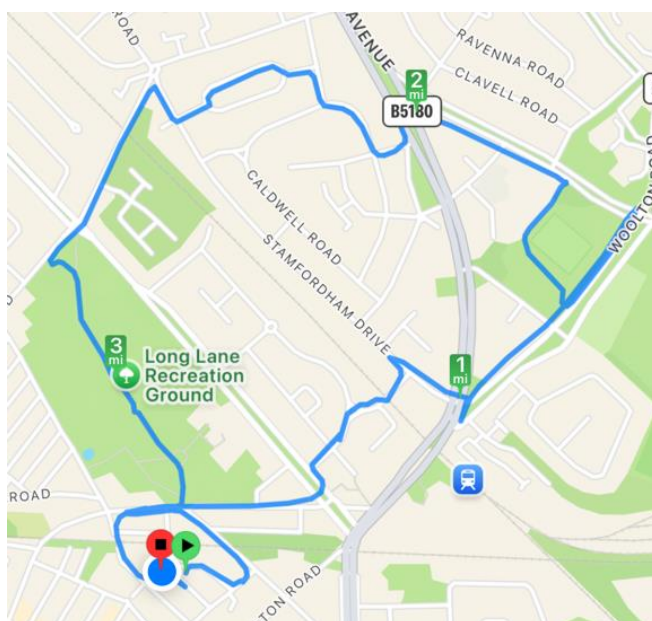 ROAD
AVENUE
RAVENNA ROAD
CLAVELL ROAD
2
mi
B5180
WOOLTON ROAD
CALDWELL ROAD
STAMFORDHAM DRIVE
3
mi
Long Lane
Recreation
Ground
1
mi
ROAD
TON ROAD